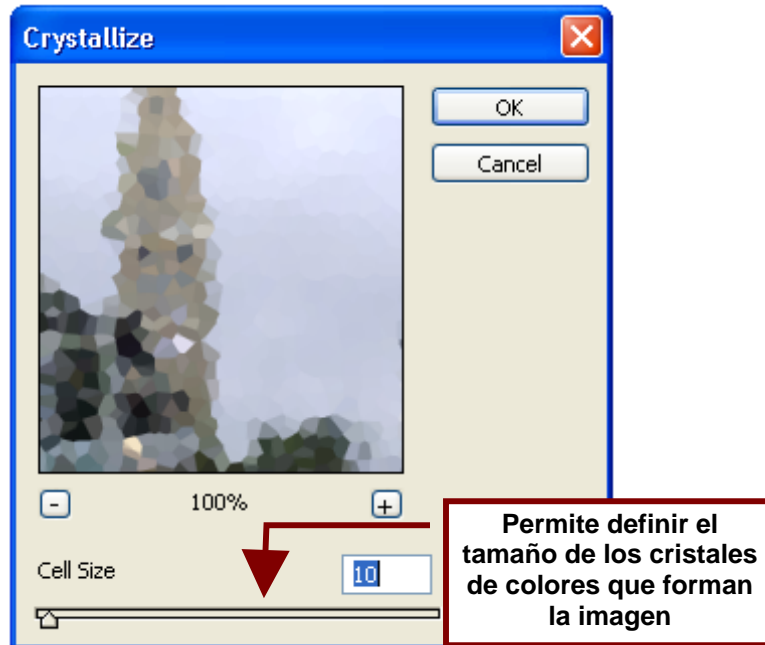 Crystallize
OK
Cancel
-
100%
+
Cell Size
10
Permite definir el
tamaño de los cristales
de colores que forman
la imagen